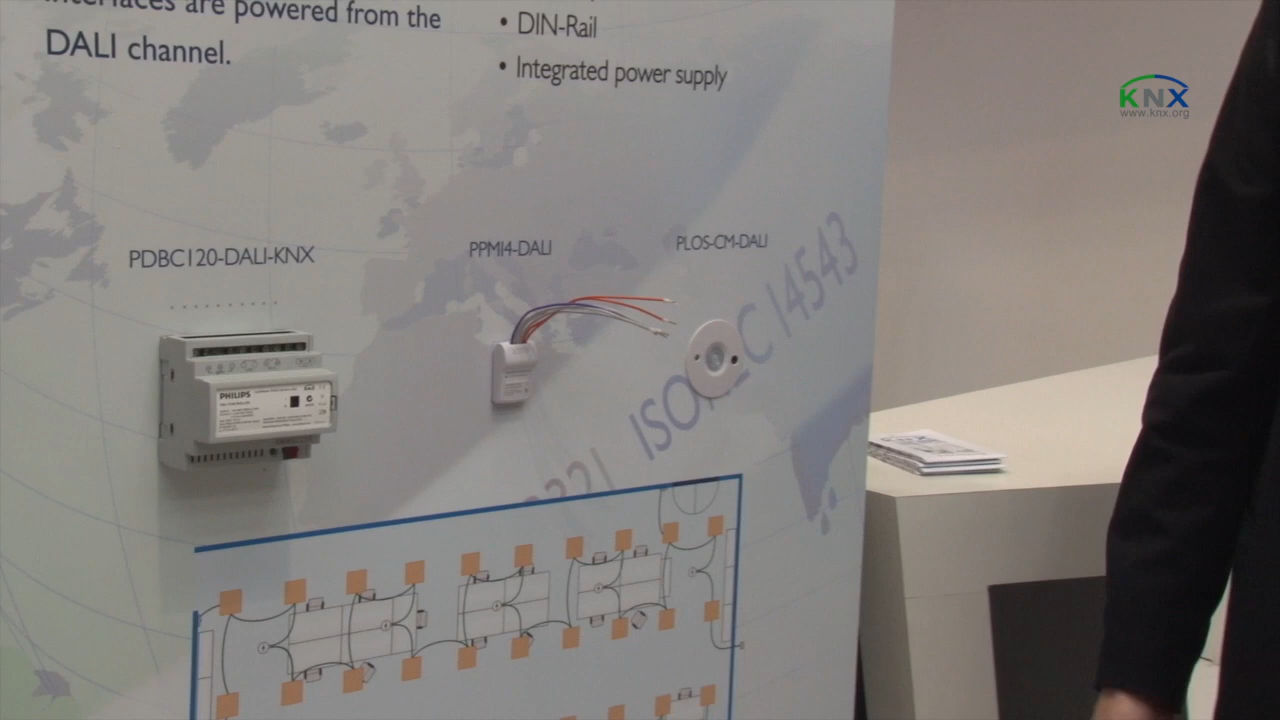 interfaces are powered from the
DALI channel.
• DIN-Rail
• Integrated power supply
KNX
www.knx.org
PDBC120-DALI-KNX
PPMI4-DALI
PLOS-CM-DALI
PHILIPS
ISO
C 14543
KNX